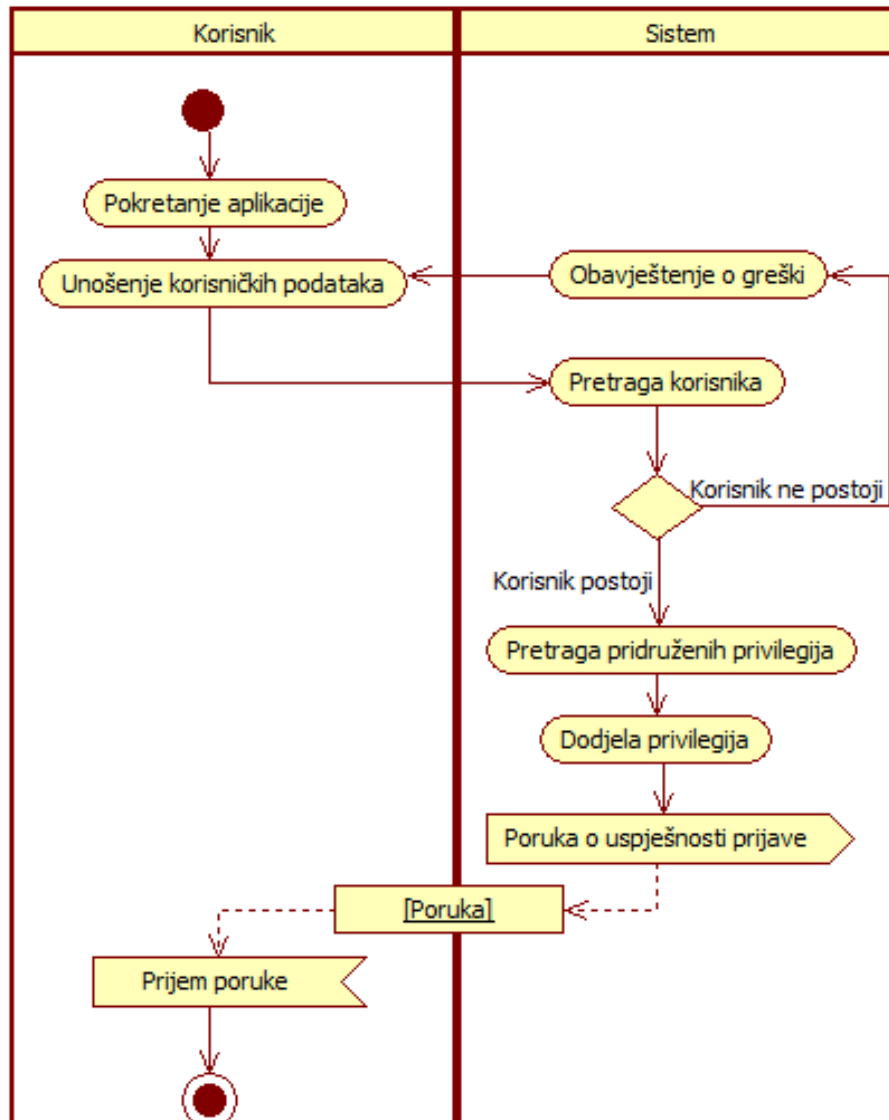 Korisnik
Sistem
Pokretanje aplikacije
Unošenje korisničkih podataka
Obavještenje o greški
Pretraga korisnika
Korisnik ne postoji
Korisnik postoji
Pretraga pridruženih privilegija
Dodjela privilegija
Poruka o uspješnosti prijave
[Poruka]
Prijem poruke